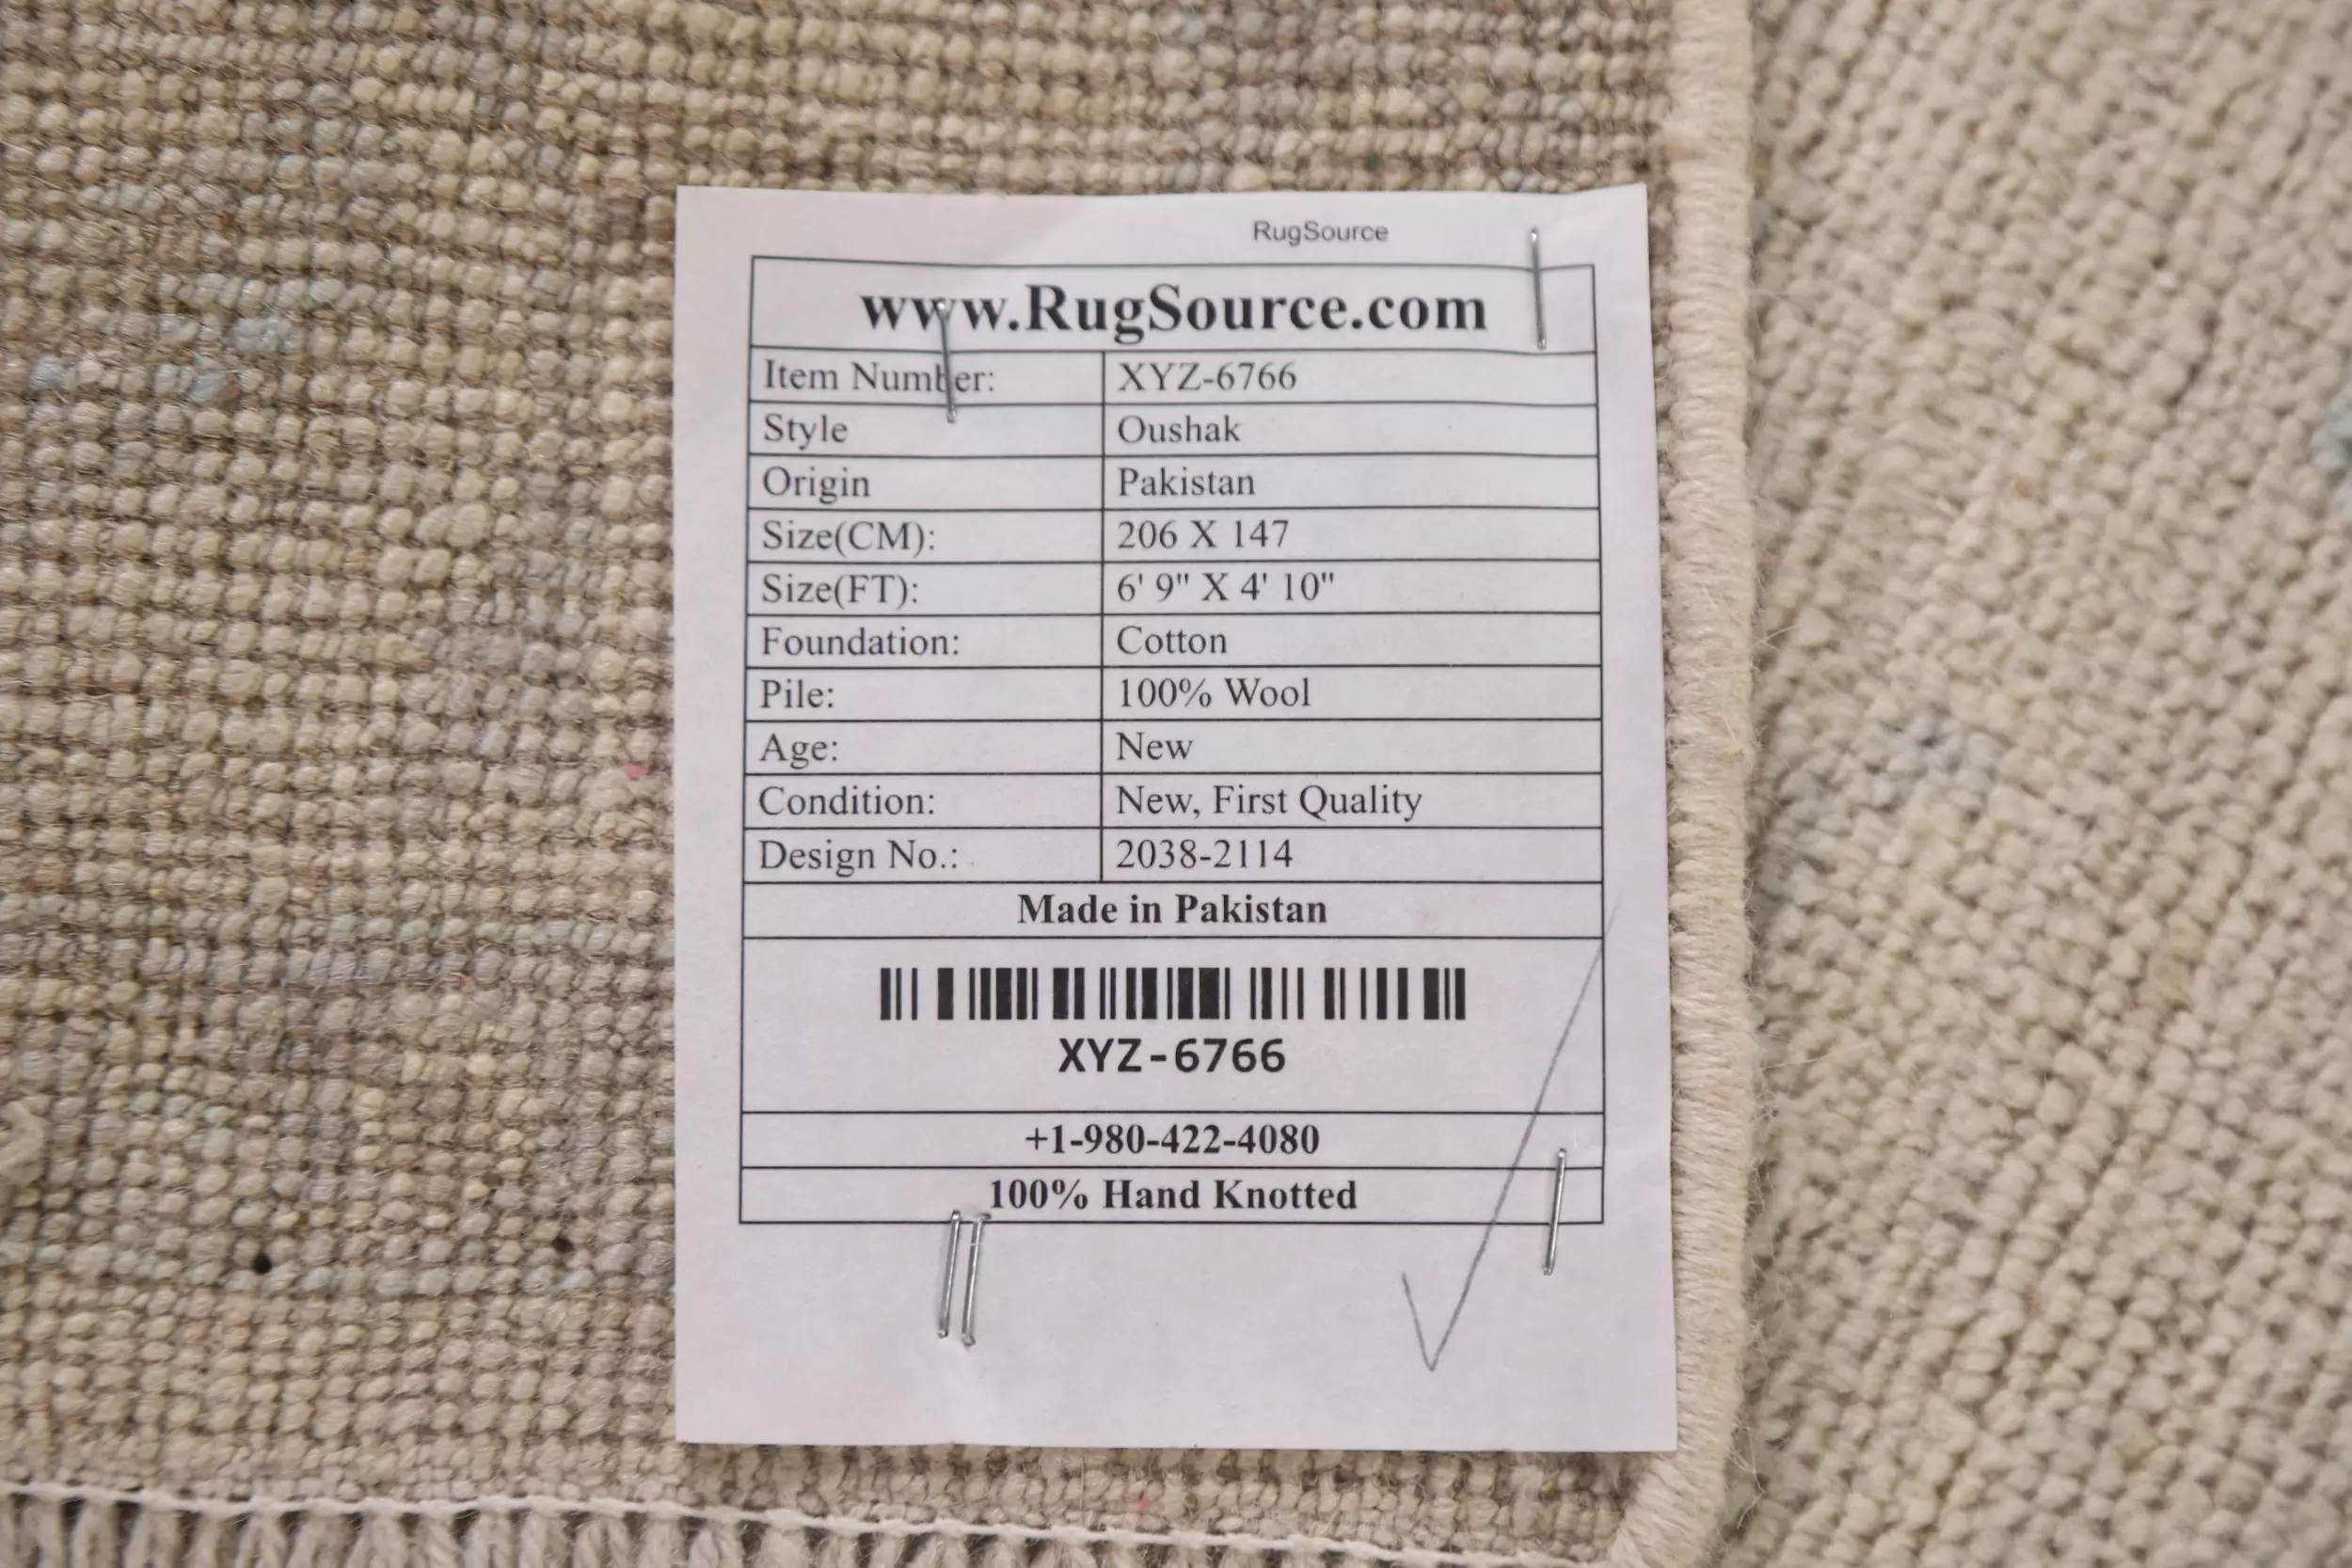 RugSource
www.RugSource.com
Item Number: XYZ-6766
Style Oushak
Origin Pakistan
Size(CM): 206 X 147
Size(FT): 6' 9" X 4' 10"
Foundation: Cotton
Pile: 100% Wool
Age: New
Condition: New, First Quality
Design No.: 2038-2114
Made in Pakistan
XYZ-6766
+1-980-422-4080
100% Hand Knotted